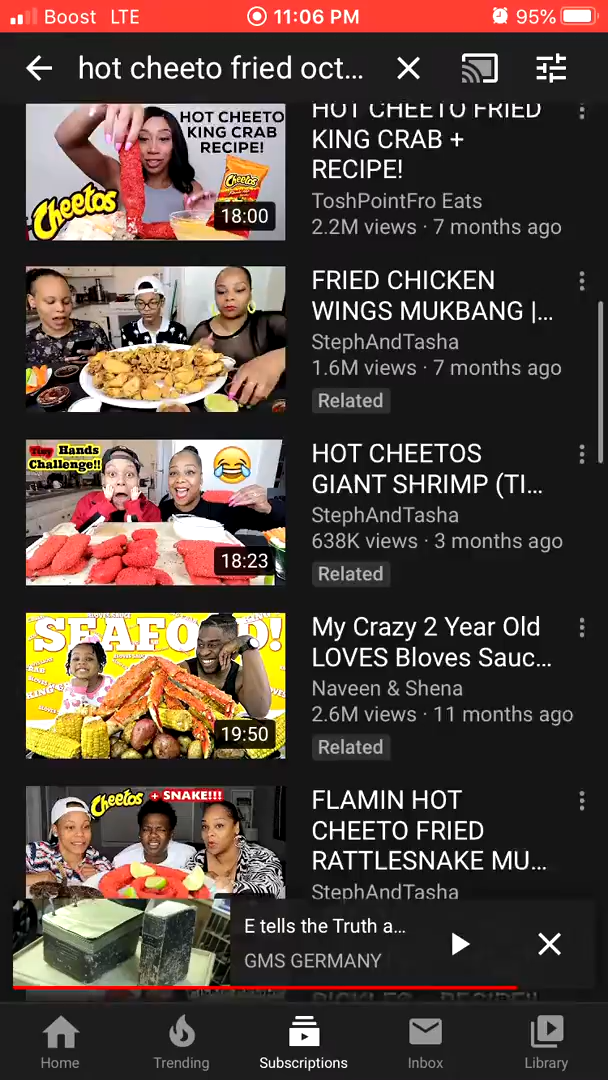 Boost LTE 11:06 PM 95%
hot cheeto fried oct...
HOT CHEETO
KING CRAB
RECIPE!
Cheetos
Cheetos
18:00
HOT CHEETO FRIED
KING CRAB +
RECIPE!
ToshPointFro Eats
2.2M views · 7 months ago
FRIED CHICKEN
WINGS MUKBANG |...
StephAndTasha
1.6M views · 7 months ago
Related
Tiny Hands
Challenge!!
18:23
HOT CHEETOS
GIANT SHRIMP (TI...
StephAndTasha
638K views · 3 months ago
Related
SEAFOOD!
19:50
My Crazy 2 Year Old
LOVES Bloves Sauc...
Naveen & Shena
2.6M views · 11 months ago
Related
Cheetos + SNAKE!!!
FLAMIN HOT
CHEETO FRIED
RATTLESNAKE MU...
StephAndTasha
E tells the Truth a...
GMS GERMANY
Home
Trending
Subscriptions
Inbox
Library